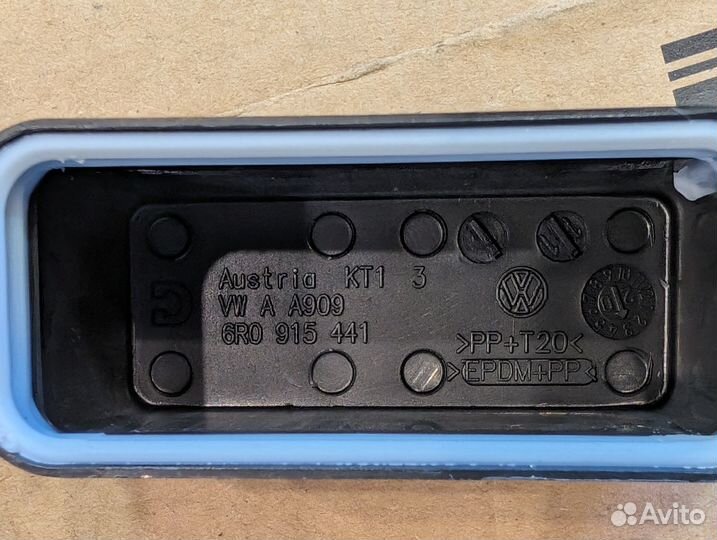 Austria KT1 3
VW A A909
6R0 915 441
>PP+T20<
>EPDM+PP<
Avito